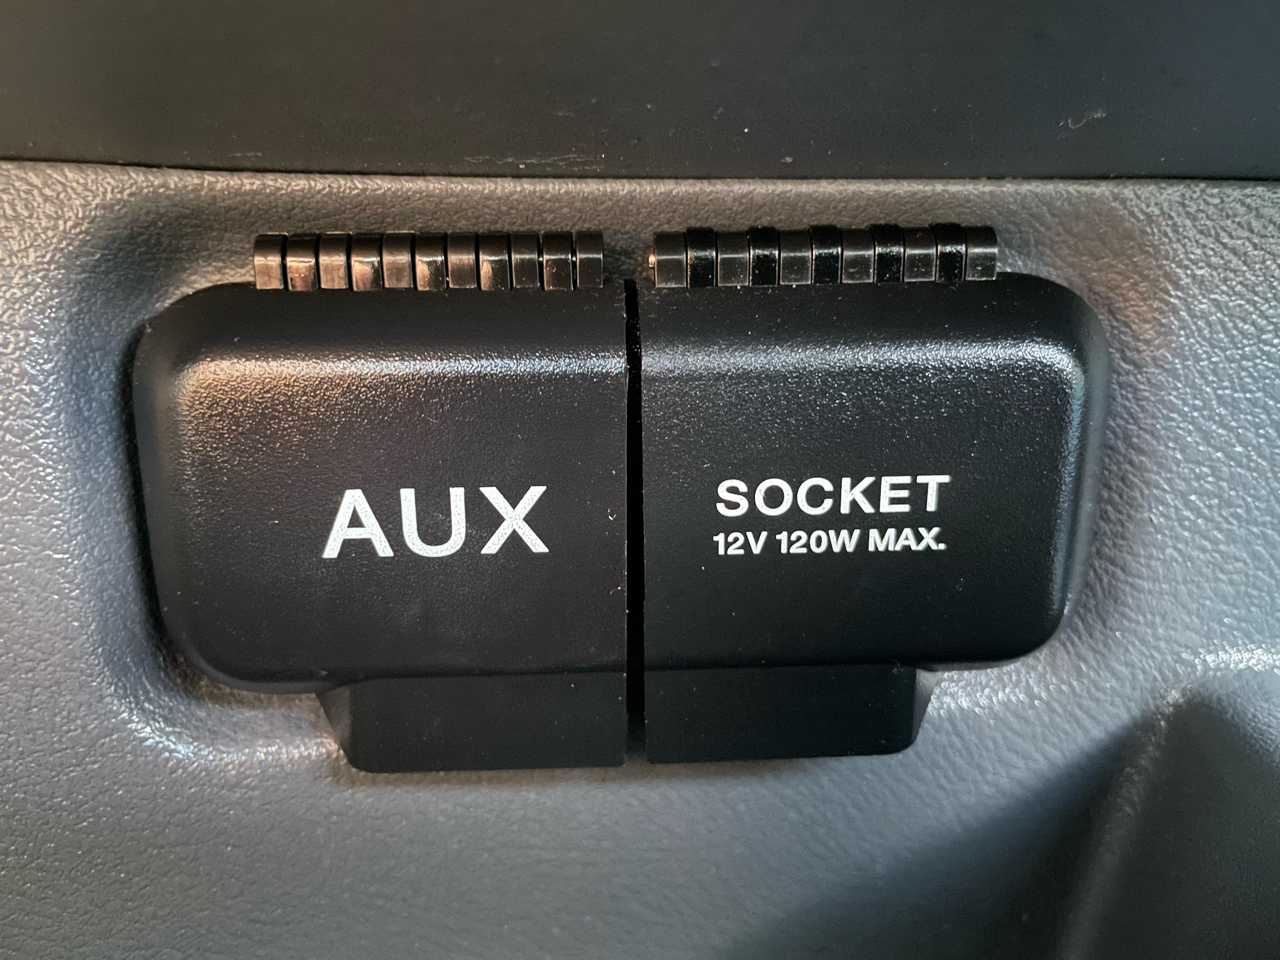 AUX
SOCKET
12V 120W MAX.